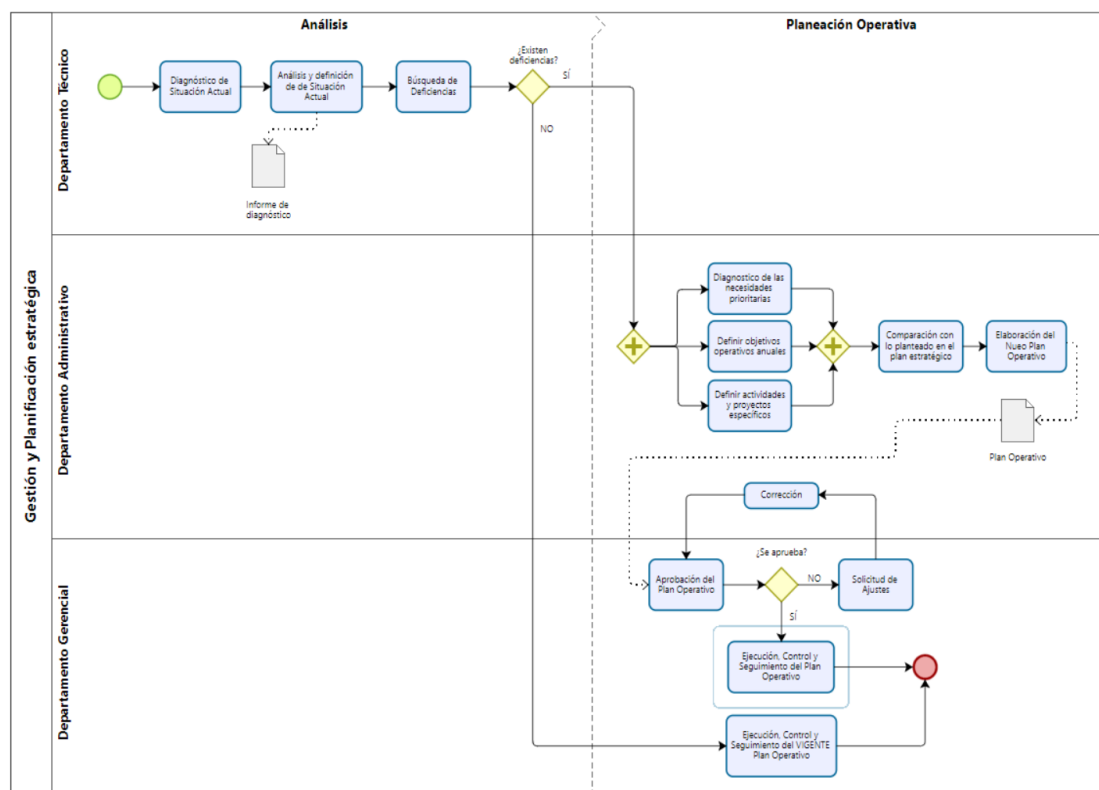 Gestión y Planificación estratégica
Análisis
Planeación Operativa
Departamento Técnico
Diagnóstico de
Situación Actual
Análisis y definición
de de Situación
Actual
Búsqueda de
Deficiencias
¿Existen
deficiencias?
SÍ
NO
Informe de
diagnóstico
Departamento Administrativo
Diagnostico de las
necesidades
prioritarias
Definir objetivos
operativos anuales
Definir actividades
y proyectos
específicos
Comparación con
lo planteado en el
plan estratégico
Elaboración del
Nueo Plan
Operativo
Plan Operativo
Corrección
Departamento Gerencial
Aprobación del
Plan Operativo
¿Se aprueba?
NO
Solicitud de
Ajustes
SÍ
Ejecución, Control y
Seguimiento del Plan
Operativo
Ejecución, Control y
Seguimiento del VIGENTE
Plan Operativo